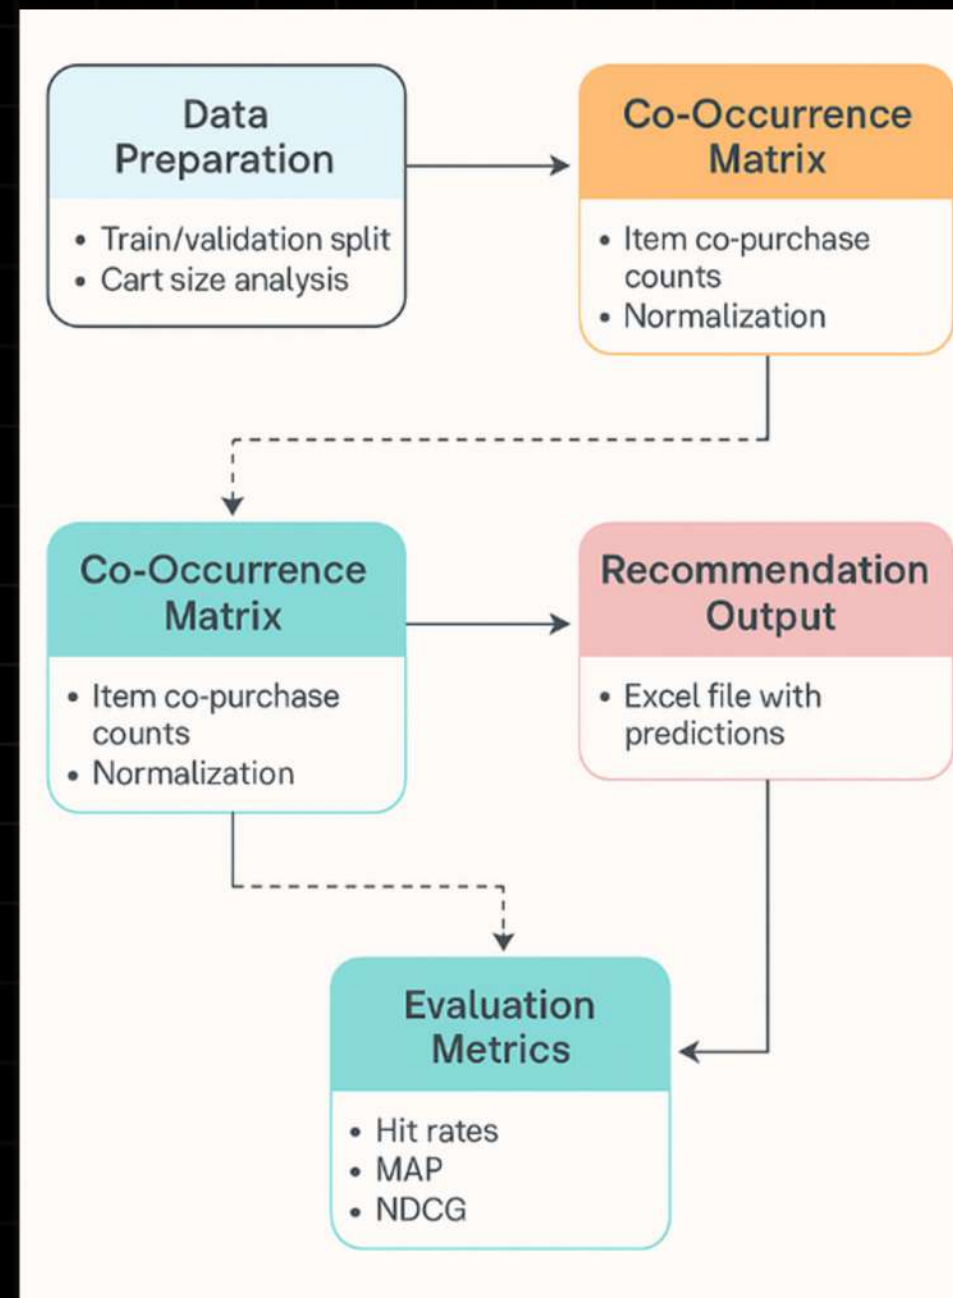 Data
Preparation
• Train/validation split
• Cart size analysis
Co-Occurrence
Matrix
• Item co-purchase
counts
• Normalization
Co-Occurrence
Matrix
• Item co-purchase
counts
• Normalization
Recommendation
Output
• Excel file with
predictions
Evaluation
Metrics
• Hit rates
• MAP
• NDCG